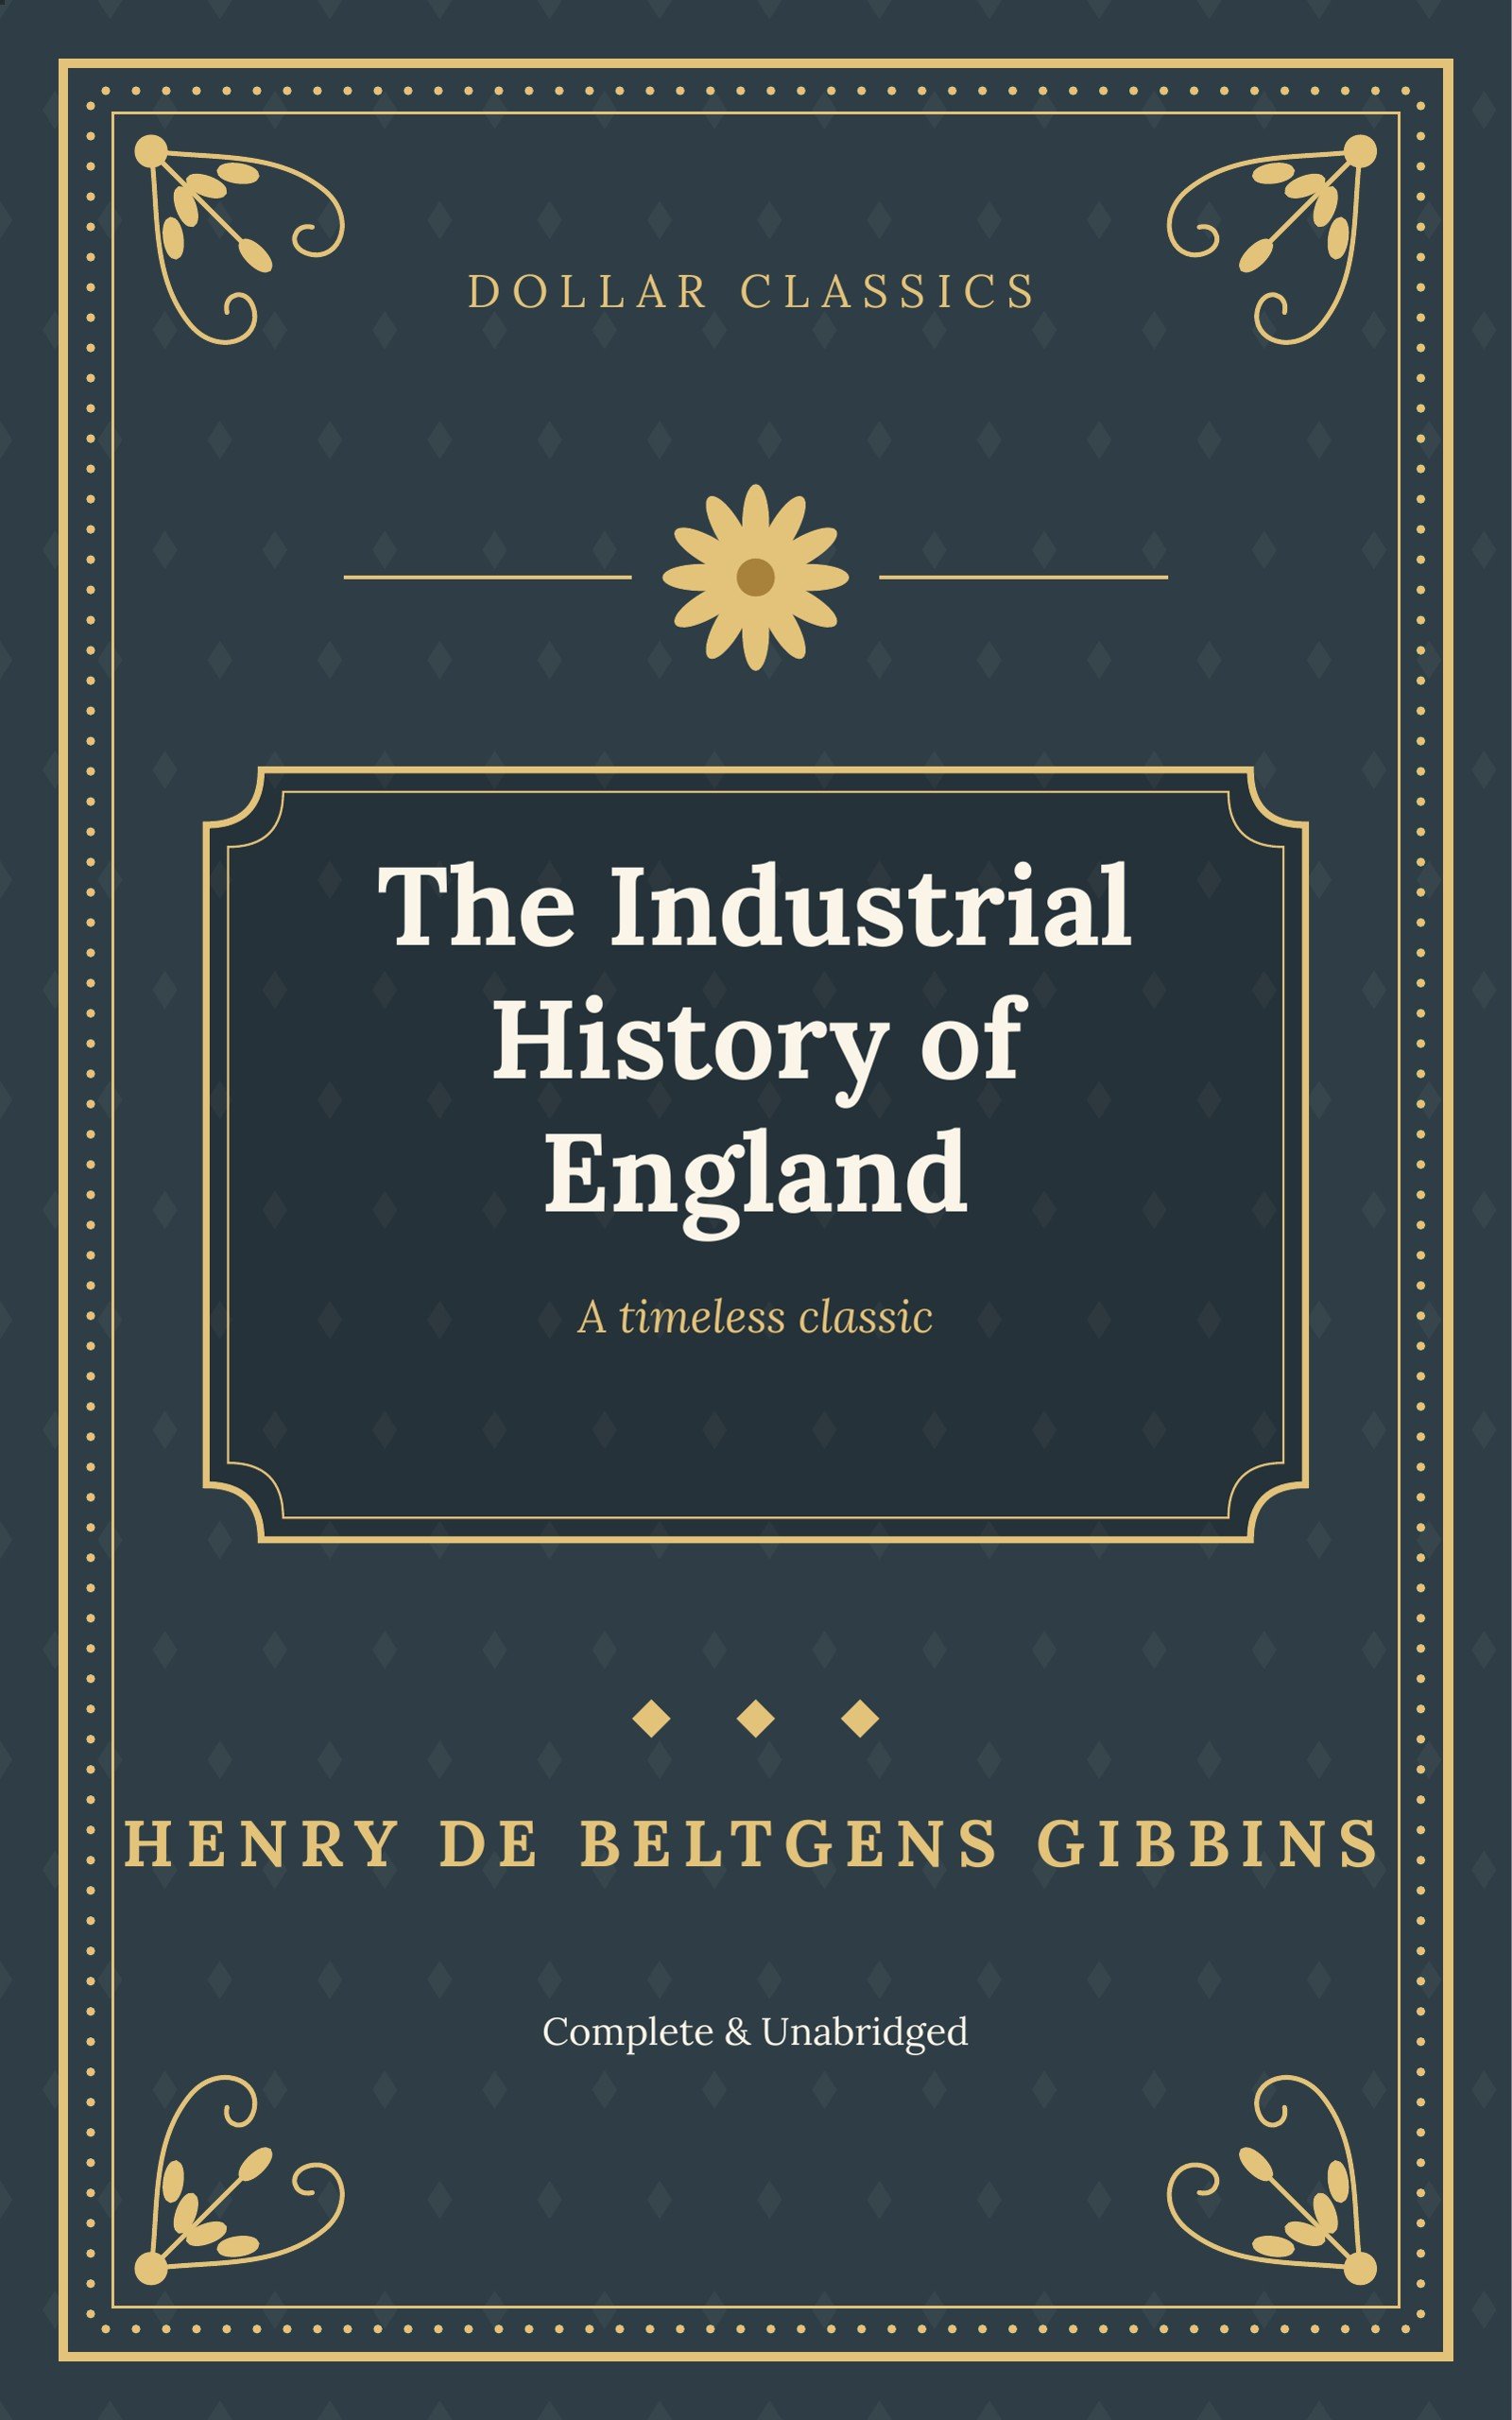 DOLLAR CLASSICS
The Industrial
History of
England
A timeless classic
HENRY DE BELTGENS GIBBINS
Complete & Unabridged